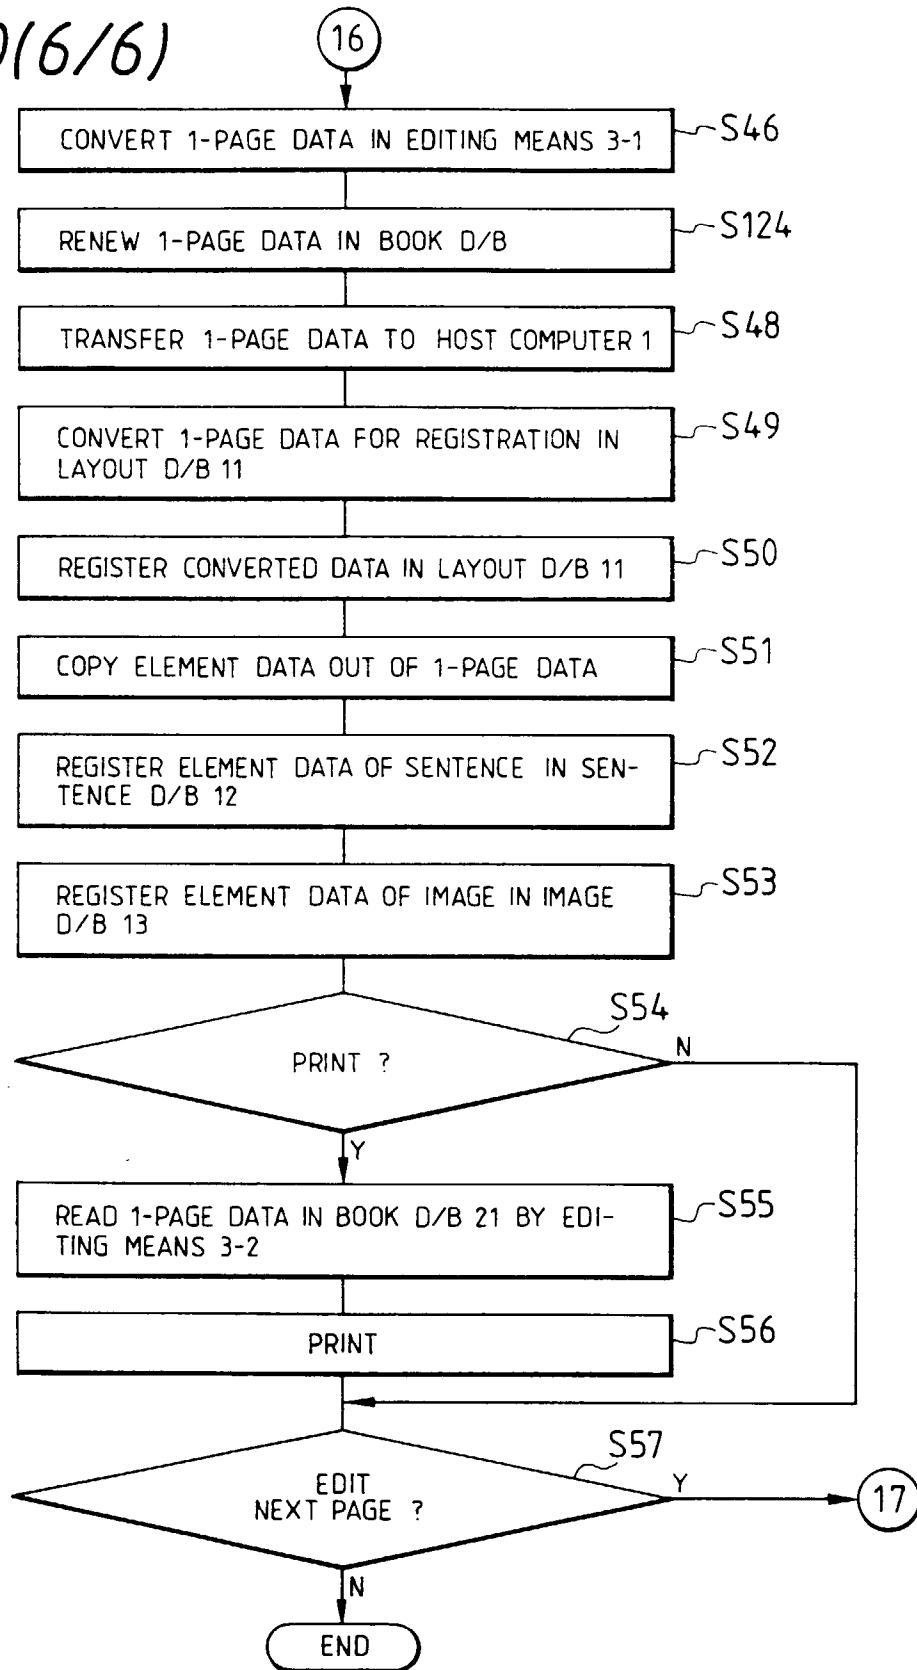 (6/6)
16
CONVERT 1-PAGE DATA IN EDITING MEANS 3-1
S46
RENEW 1-PAGE DATA IN BOOK D/B
S124
TRANSFER 1-PAGE DATA TO HOST COMPUTER 1
S48
CONVERT 1-PAGE DATA FOR REGISTRATION IN
LAYOUT D/B 11
S49
REGISTER CONVERTED DATA IN LAYOUT D/B 11
S50
COPY ELEMENT DATA OUT OF 1-PAGE DATA
S51
REGISTER ELEMENT DATA OF SENTENCE IN SEN-
TENCE D/B 12
S52
REGISTER ELEMENT DATA OF IMAGE IN IMAGE
D/B 13
S53
S54
PRINT ?
N
Y
READ 1-PAGE DATA IN BOOK D/B 21 BY EDI-
TING MEANS 3-2
S55
PRINT
S56
S57
EDIT
NEXT PAGE ?
Y
17
N
END